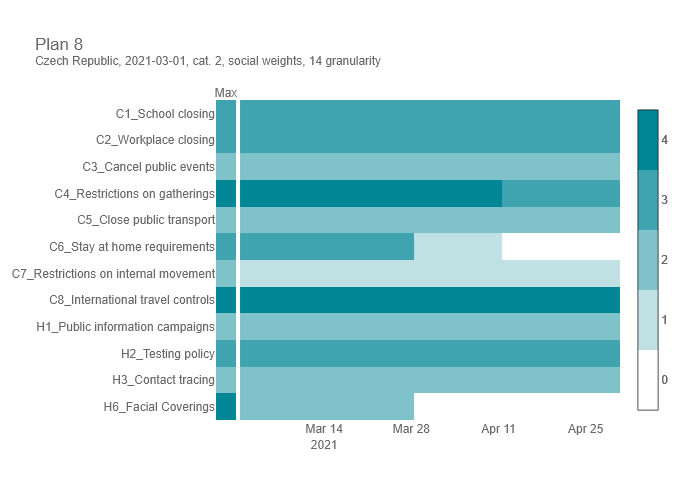 Plan 8
Czech Republic, 2021-03-01, cat. 2, social weights, 14 granularity
Max
C1_School closing
C2_Workplace closing
C3_Cancel public events
C4_Restrictions on gatherings
C5_Close public transport
C6_Stay at home requirements
C7_Restrictions on internal movement
C8_International travel controls
H1_Public information campaigns
H2_Testing policy
H3_Contact tracing
H6_Facial Coverings
Mar 14 Mar 28 Apr 11 Apr 25
2021
4
3
2
1
0